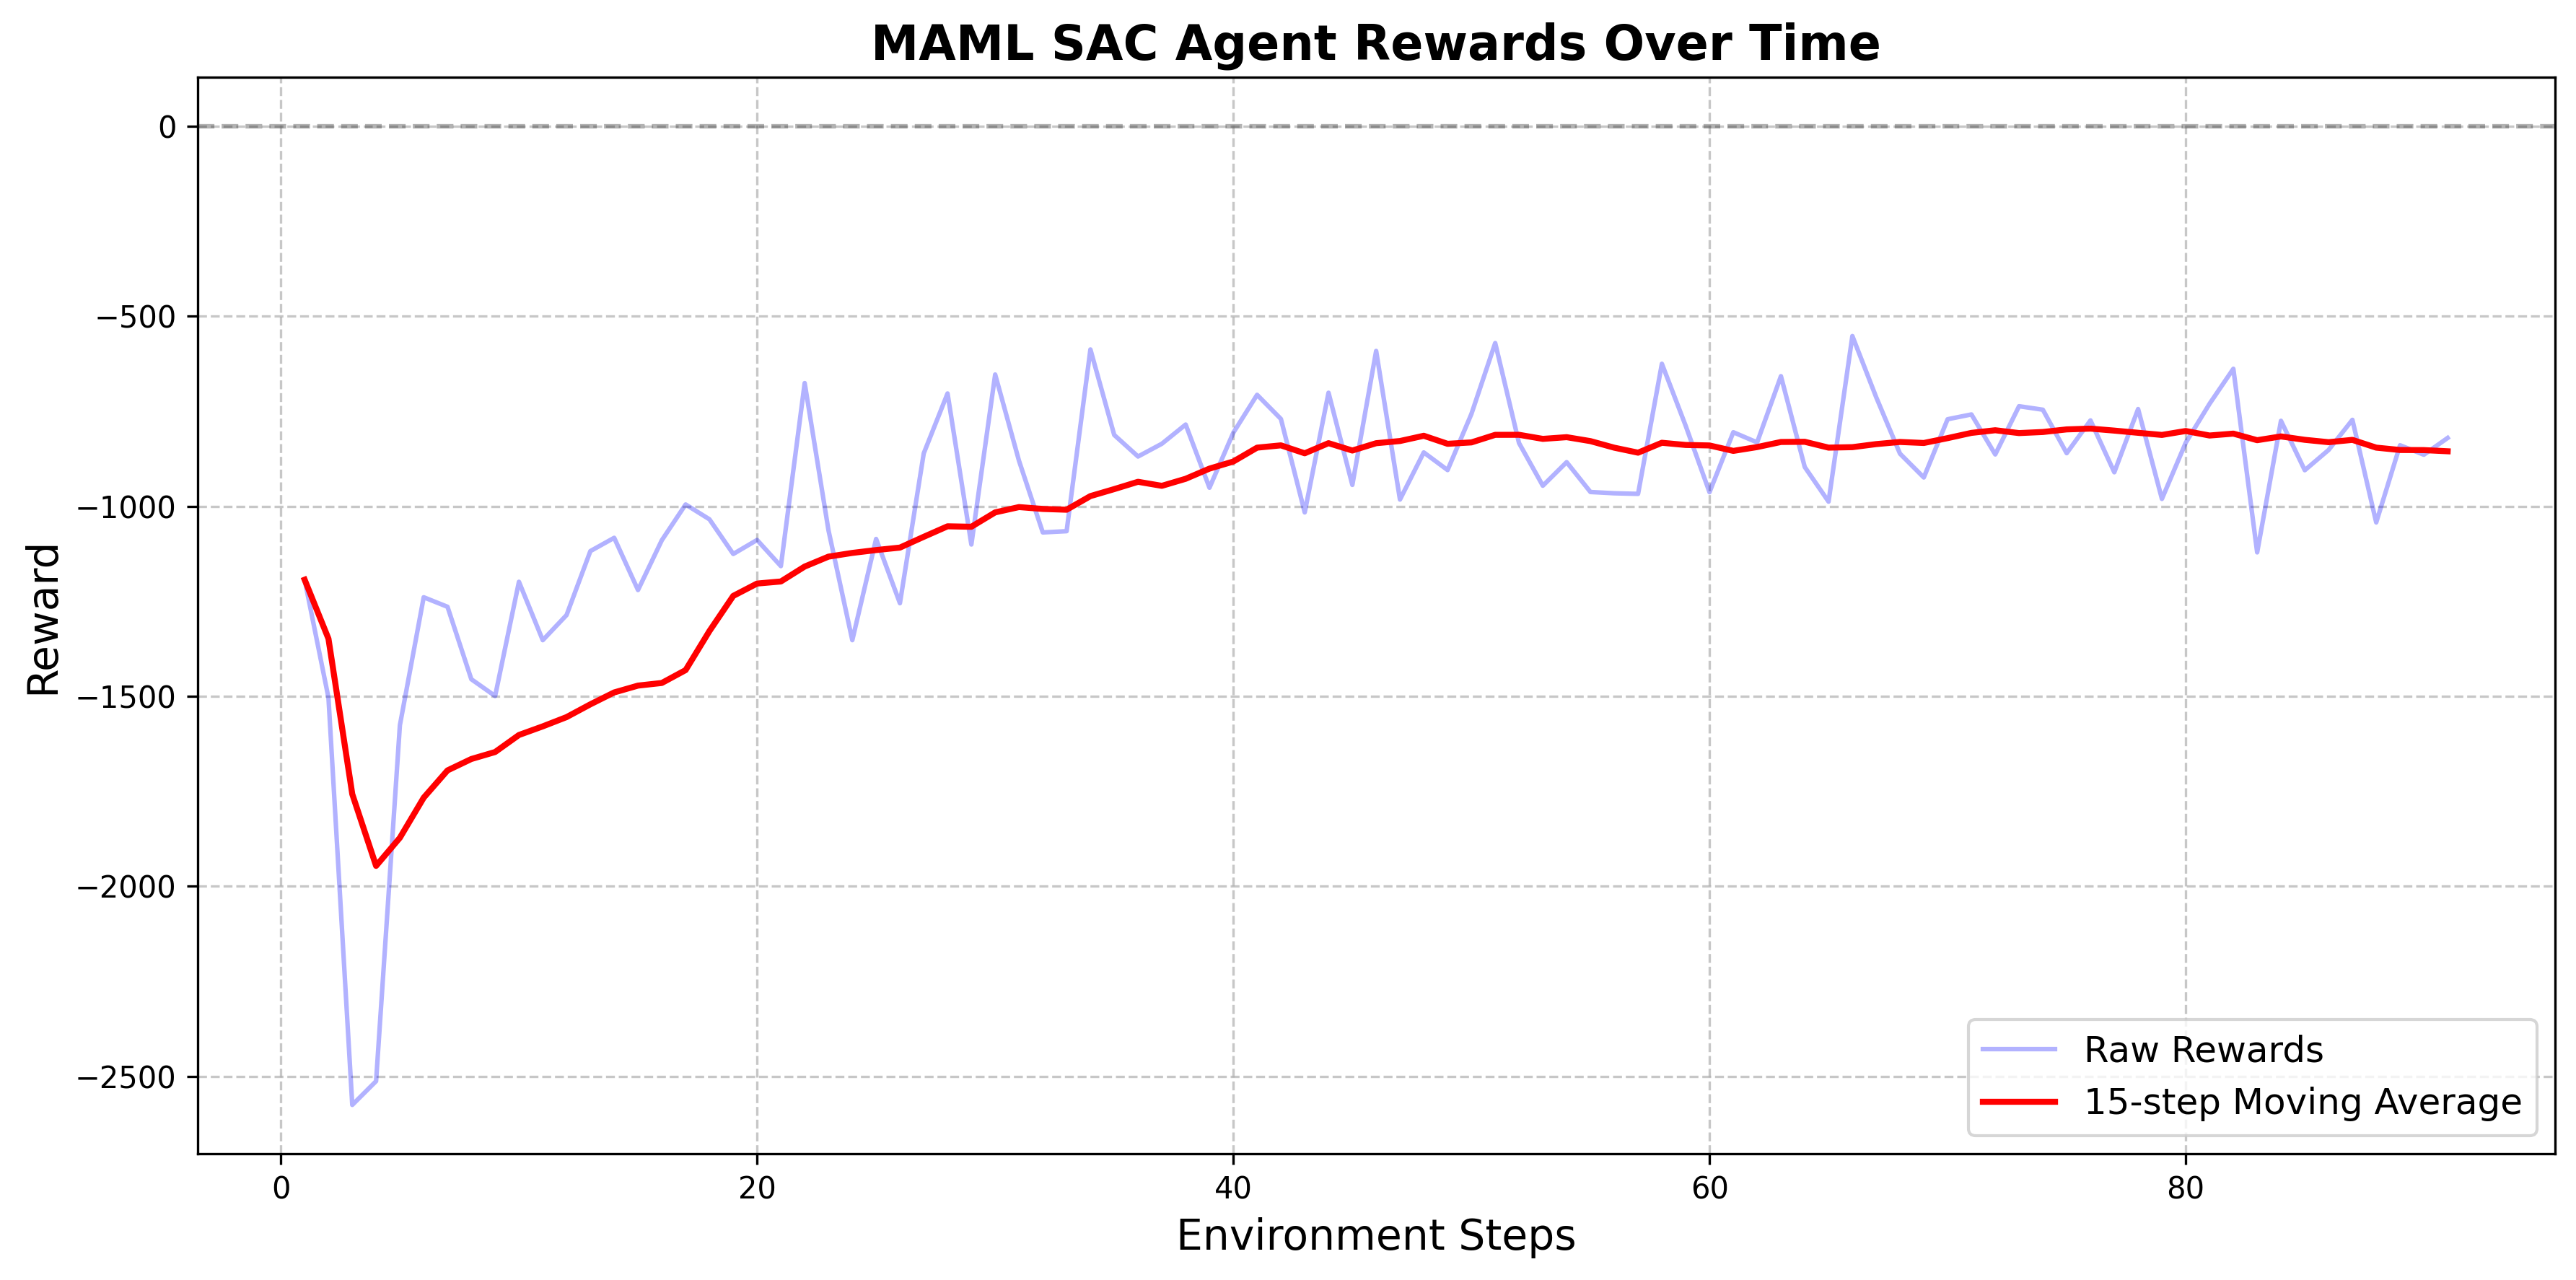 MAML SAC Agent Rewards Over Time
0
−500
−1000
−1500
−2000
−2500
Reward
0
20
40
60
80
Environment Steps
Raw Rewards
15-step Moving Average